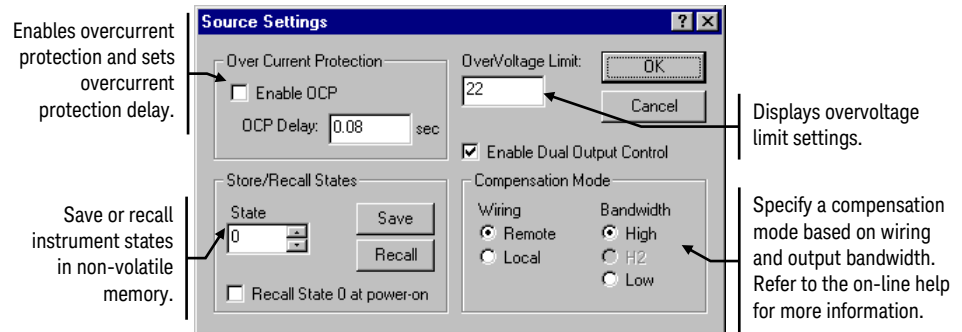 Enables overcurrent
protection and sets
overcurrent
protection delay.
Save or recall
instrument states
in non-volatile
memory.
Source Settings
Over Current Protection
Enable OCP
OCP Delay: 0.08 sec
OverVoltage Limit:
22
OK
Cancel
Enable Dual Output Control
Store/Recall States
State
0
Save
Recall
Recall State 0 at power-on
Compensation Mode
Wiring
Remote
Local
Bandwidth
High
H2
Low
Displays overvoltage
limit settings.
Specify a compensation
mode based on wiring
and output bandwidth.
Refer to the on-line help
for more information.